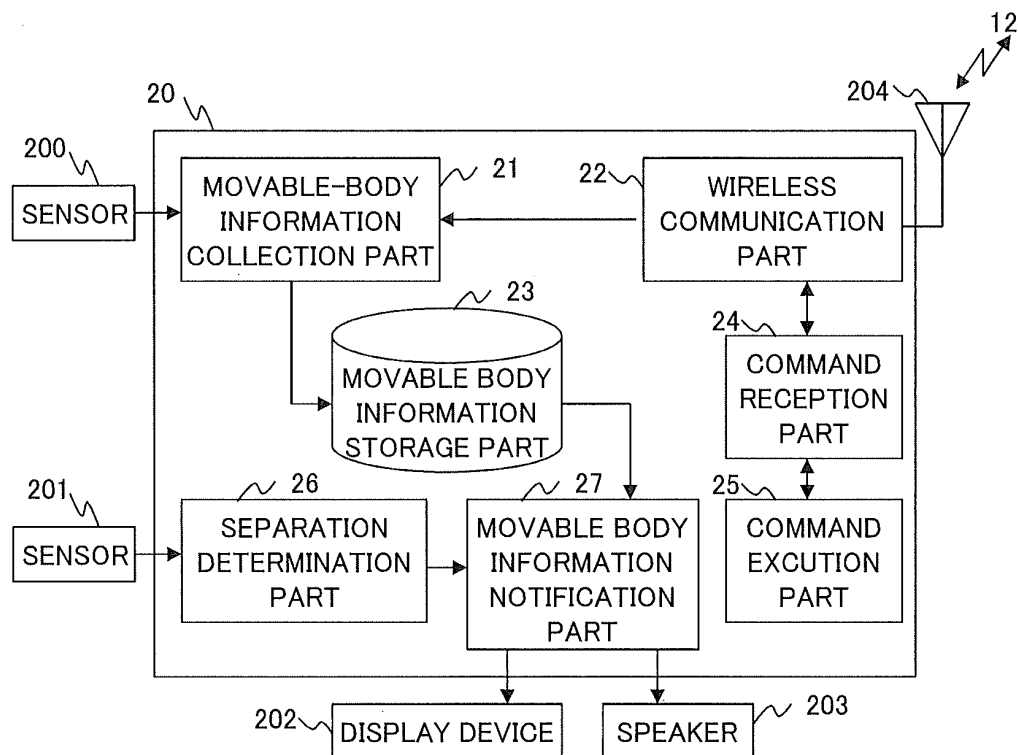 12
204
20
200
SENSOR
21
MOVABLE-BODY
INFORMATION
COLLECTION PART
22
WIRELESS
COMMUNICATION
PART
23
MOVABLE BODY
INFORMATION
STORAGE PART
24
COMMAND
RECEPTION
PART
201
SENSOR
26
SEPARATION
DETERMINATION
PART
27
MOVABLE BODY
INFORMATION
NOTIFICATION
PART
25
COMMAND
EXCUTION
PART
202
DISPLAY DEVICE
SPEAKER
203